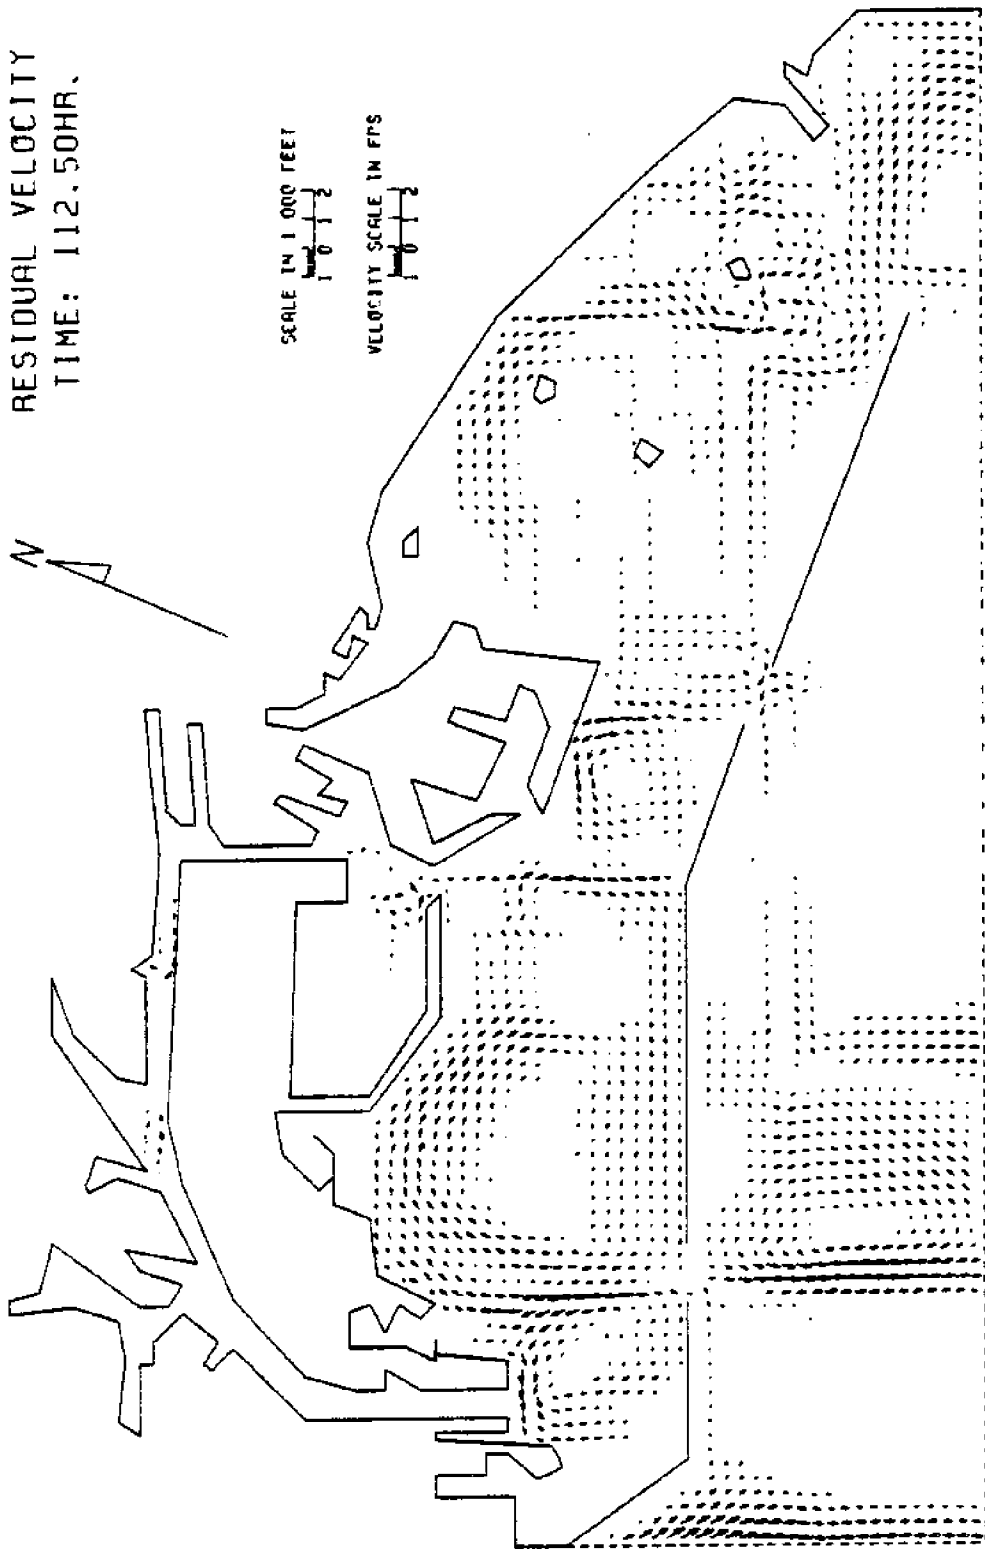 RESIDUAL VELOCITY
TIME: 112.50HR.
SCALE IN 1 000 FEET
1 0 1 2
VELOCITY SCALE IN FPS
1 0 1 2
N